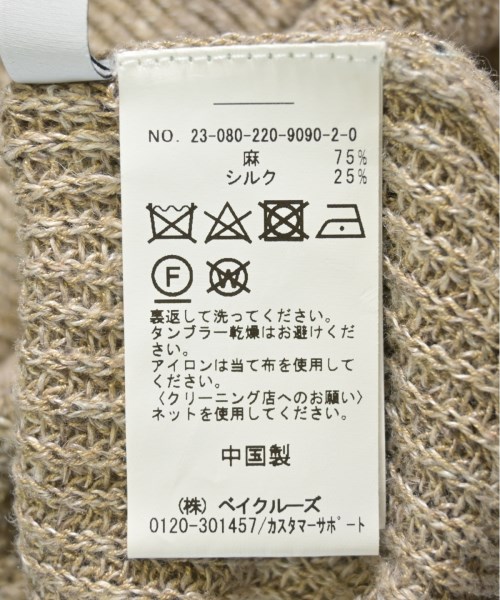 NO. 23-080-220-9090-2-0
麻 75%
シルク 25%
F
W
裏返して洗ってください。
タンブラー乾燥はお避けくだ
さい。
アイロンは当て布を使用して
ください。
〈クリーニング店へのお願い〉
ネットを使用してください。
中国製
(株) ベイクルーズ
0120-301457/カスタマーサポート